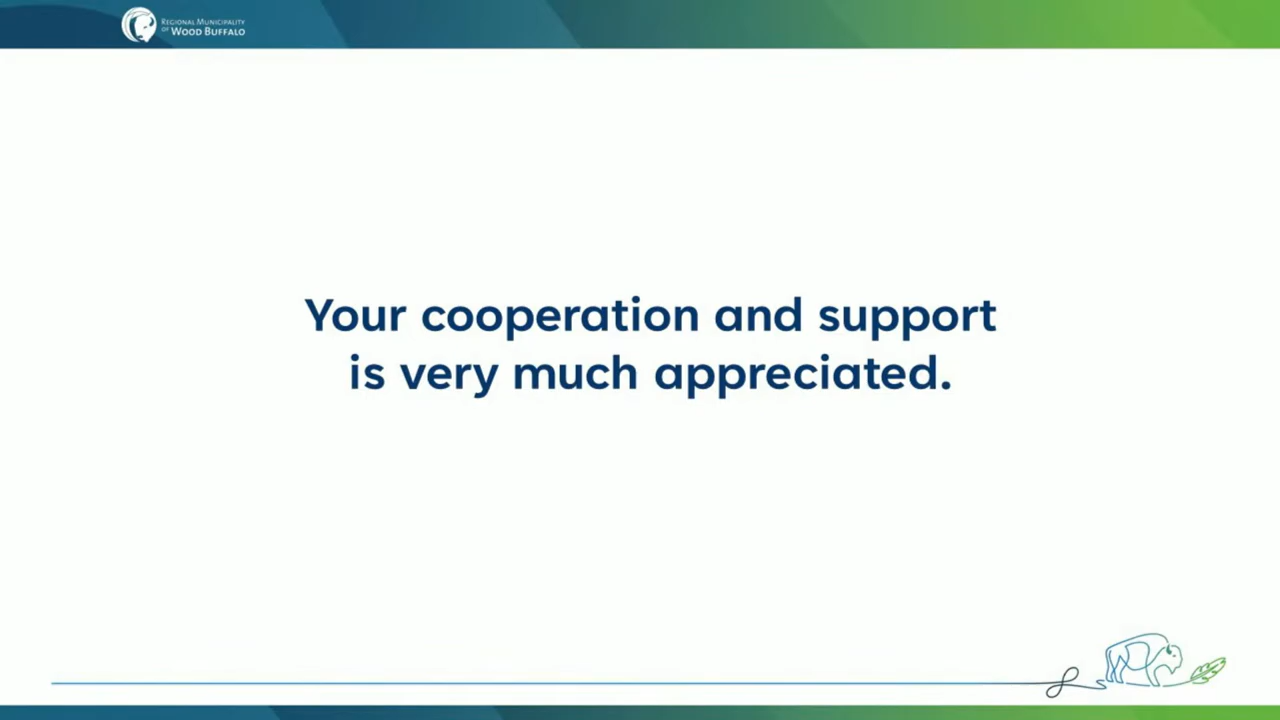 REGIONAL MUNICIPALITY
OF WOOD BUFFALO
Your cooperation and support
is very much appreciated.